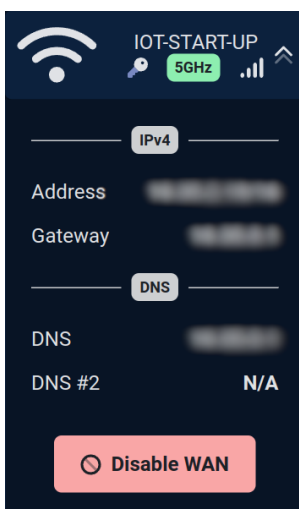 IOT-START-UP
5GHz
IPv4
Address
Gateway
DNS
DNS
DNS #2 N/A
Disable WAN